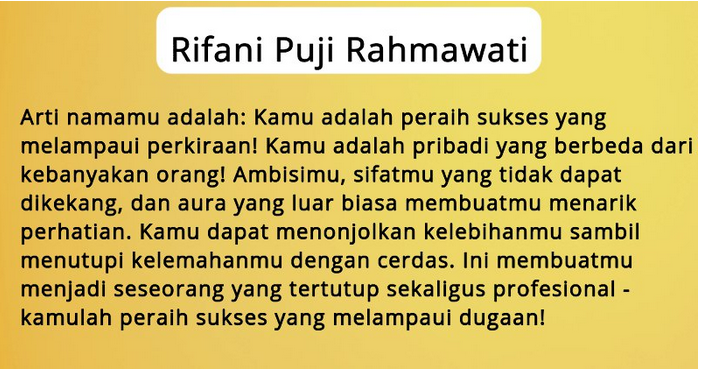 Rifani Puji Rahmawati
Arti namamu adalah: Kamu adalah peraih sukses yang
melampaui perkiraan! Kamu adalah pribadi yang berbeda dari
kebanyakan orang! Ambisimu, sifatmu yang tidak dapat
dikekang, dan aura yang luar biasa membuatmu menarik
perhatian. Kamu dapat menonjolkan kelebihanmu sambil
menutupi kelemahanmu dengan cerdas. Ini membuatmu
menjadi seseorang yang tertutup sekaligus profesional -
kamulah peraih sukses yang melampaui dugaan!